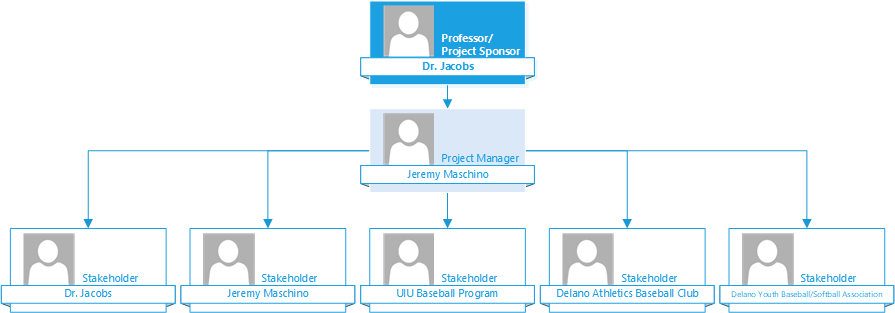 Professor/
Project Sponsor
Dr. Jacobs
Project Manager
Jeremy Maschino
Stakeholder
Dr. Jacobs
Stakeholder
Jeremy Maschino
Stakeholder
UIU Baseball Program
Stakeholder
Delano Athletics Baseball Club
Stakeholder
Delano Youth Baseball/Softball Association